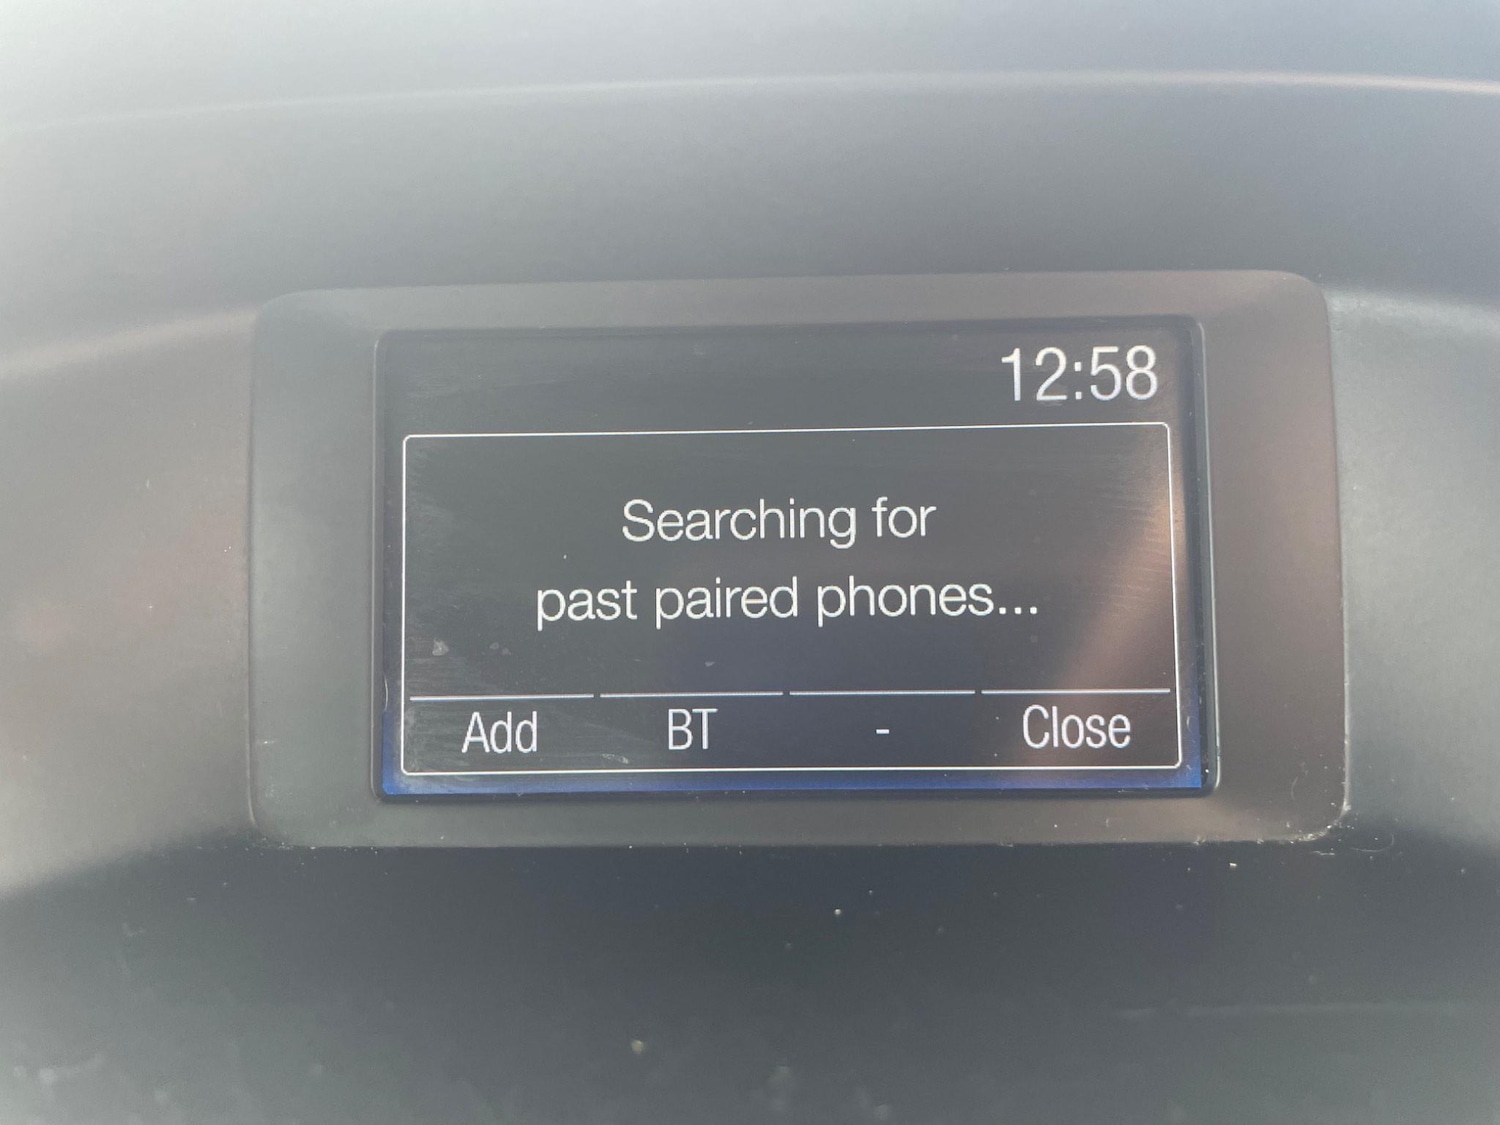 12:58
Searching for
past paired phones...
Add BT - Close